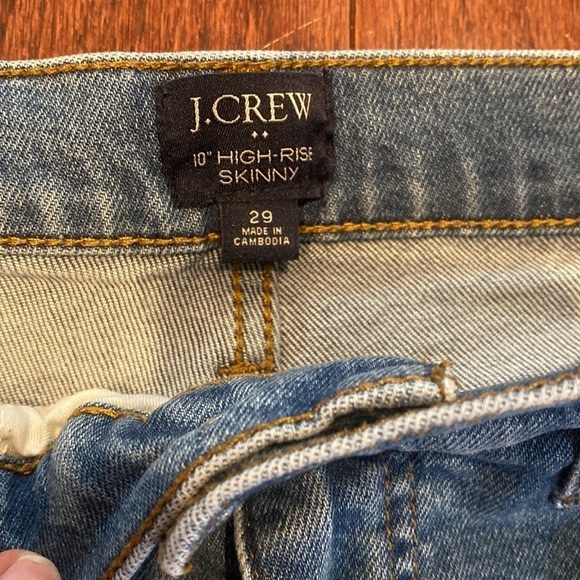 J.CREW
10" HIGH-RISE
SKINNY
29
MADE IN
CAMBODIA